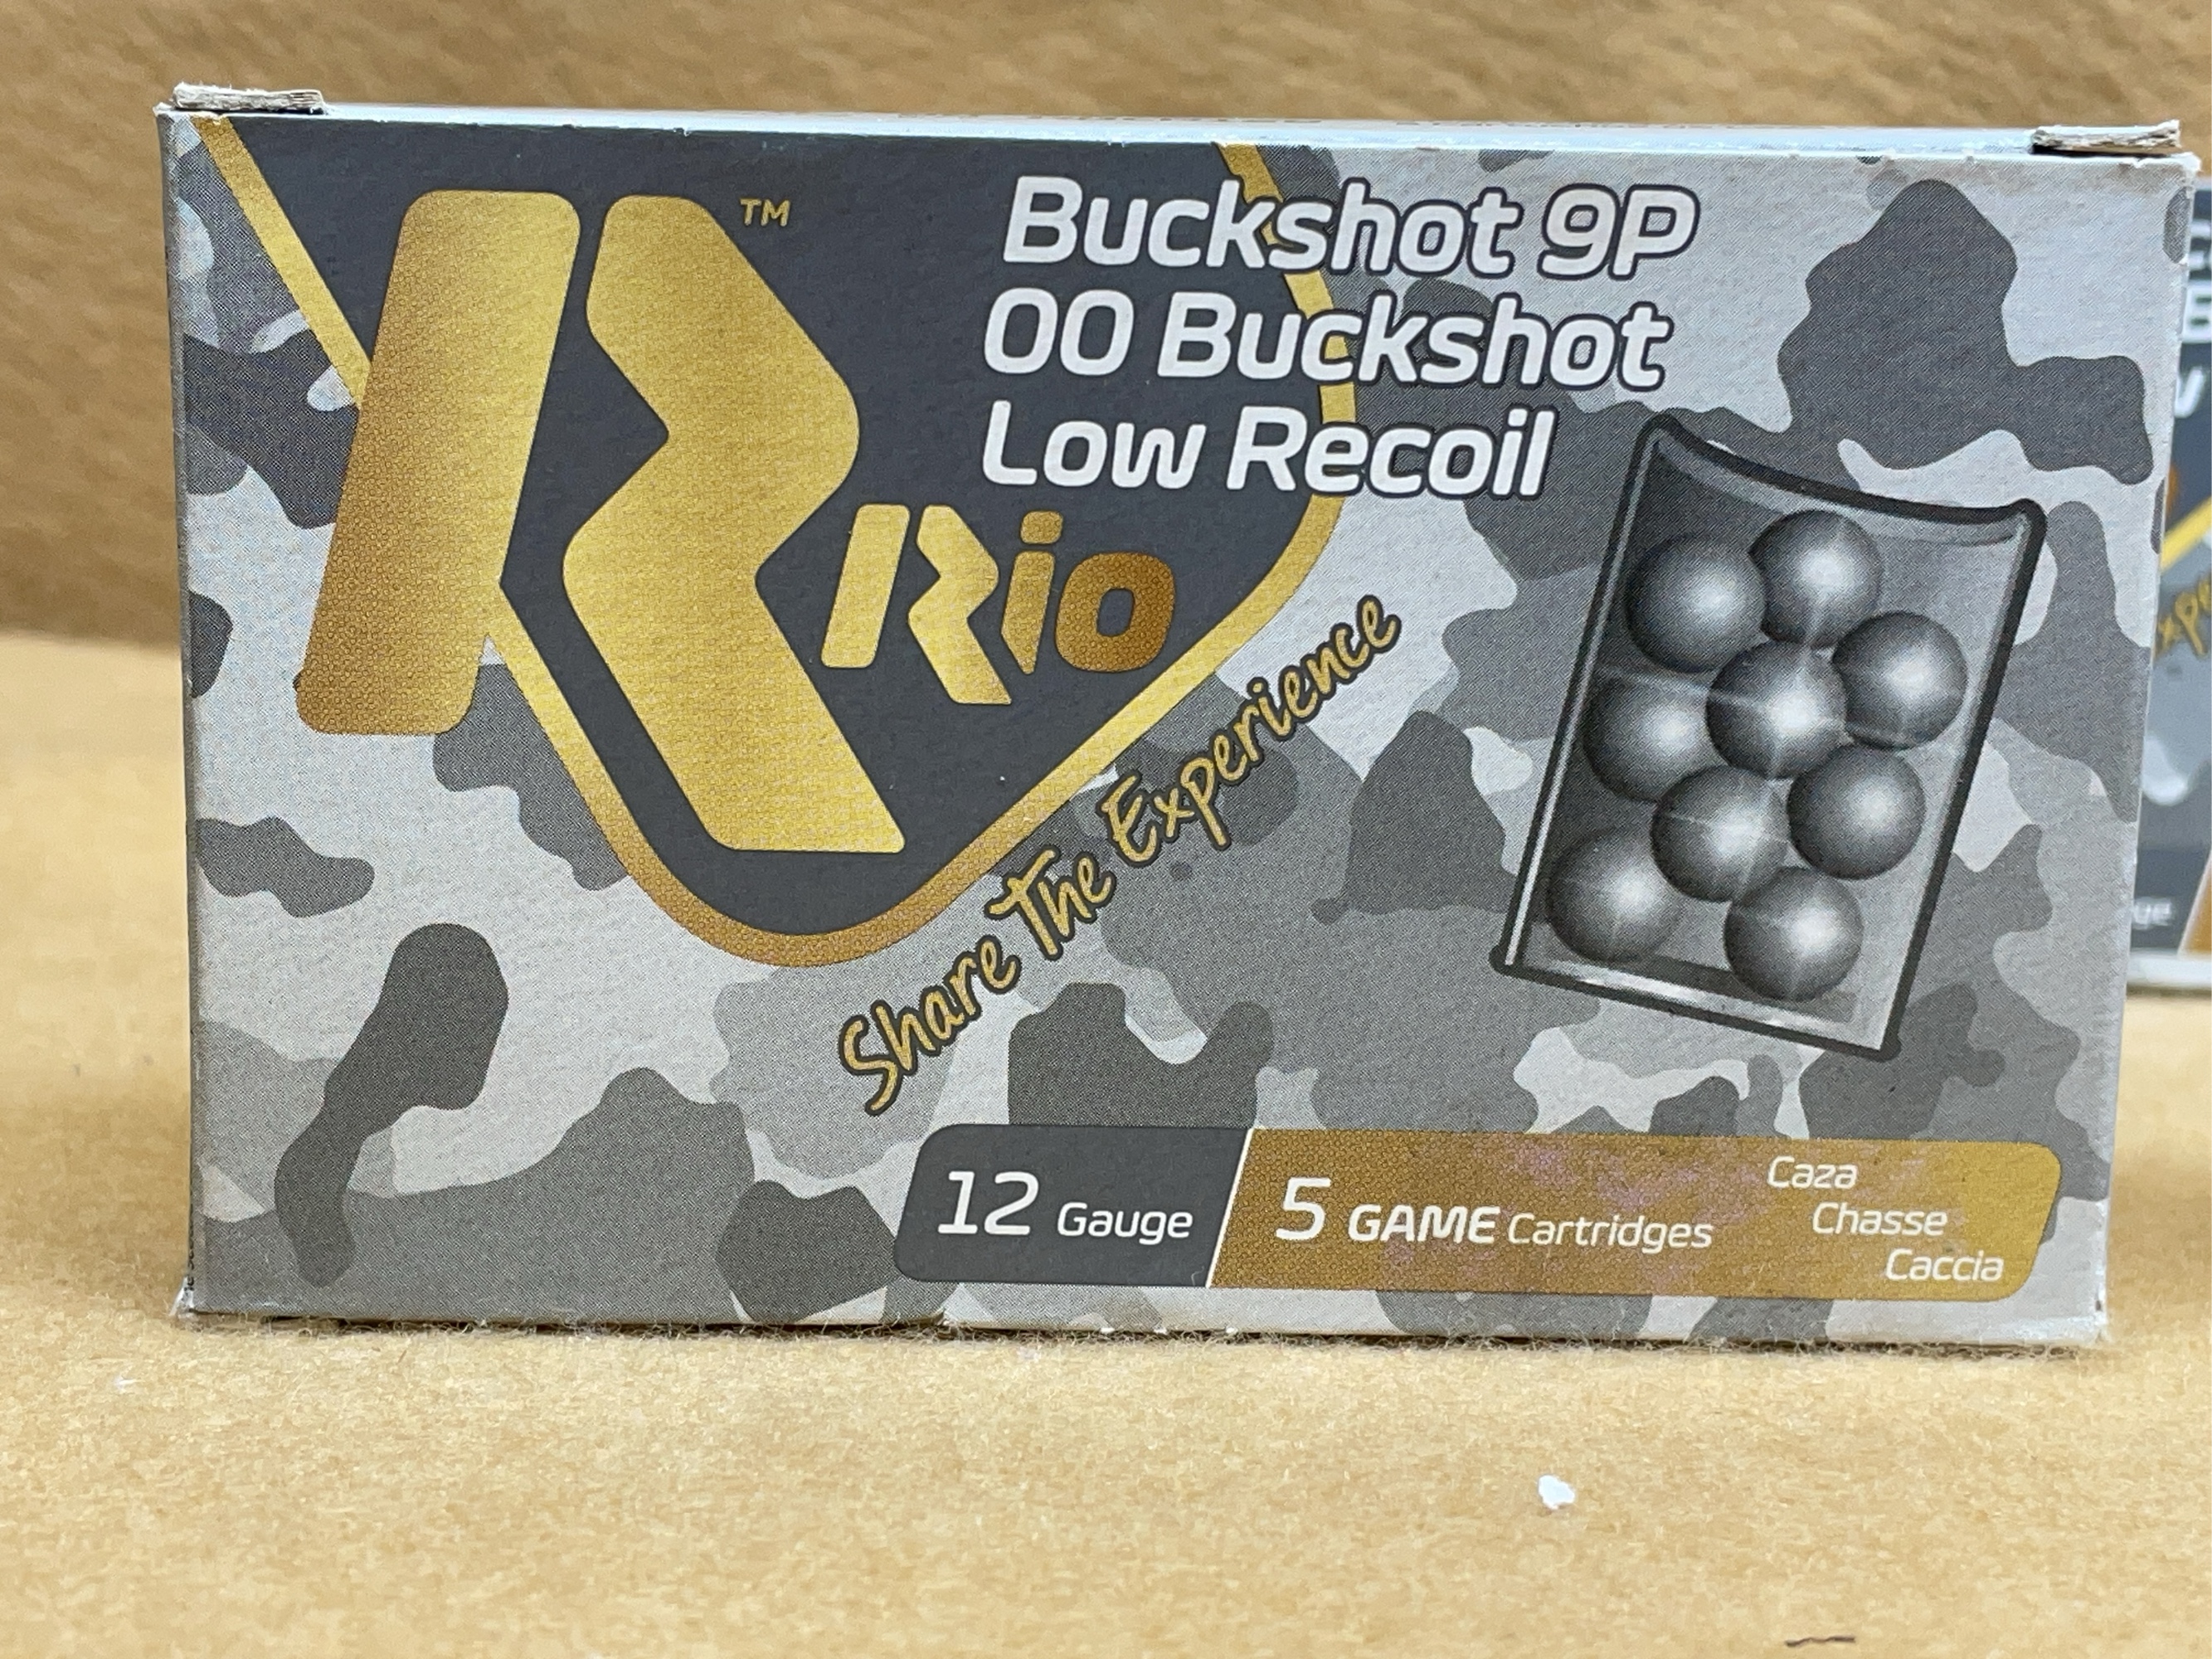 TM
Buckshot 9P
00 Buckshot
Low Recoil
Rio
Share The Experience
12 Gauge
5 GAME Cartridges
Caza
Chasse
Caccia